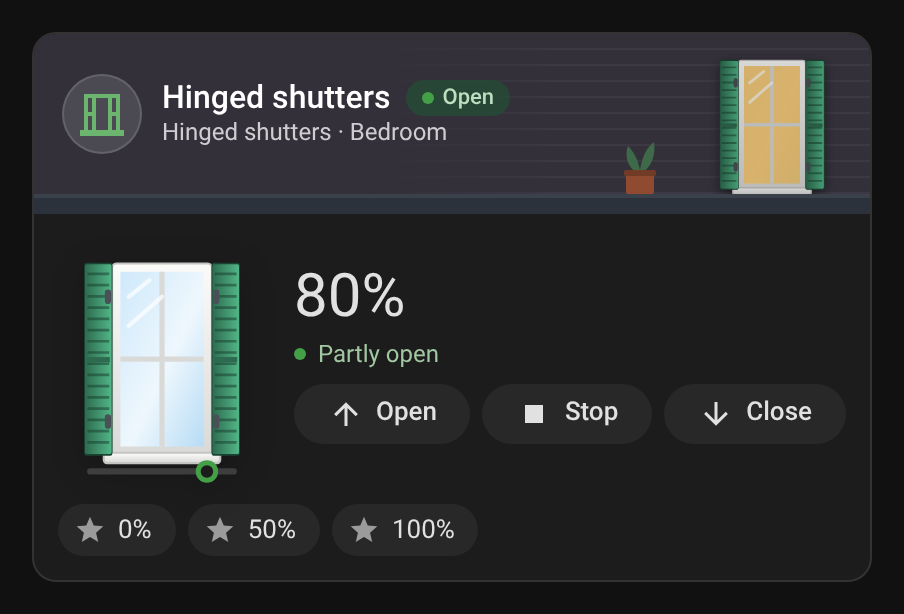 Hinged shutters Open
Hinged shutters · Bedroom
80%
Partly open
Open Stop Close
0% 50% 100%